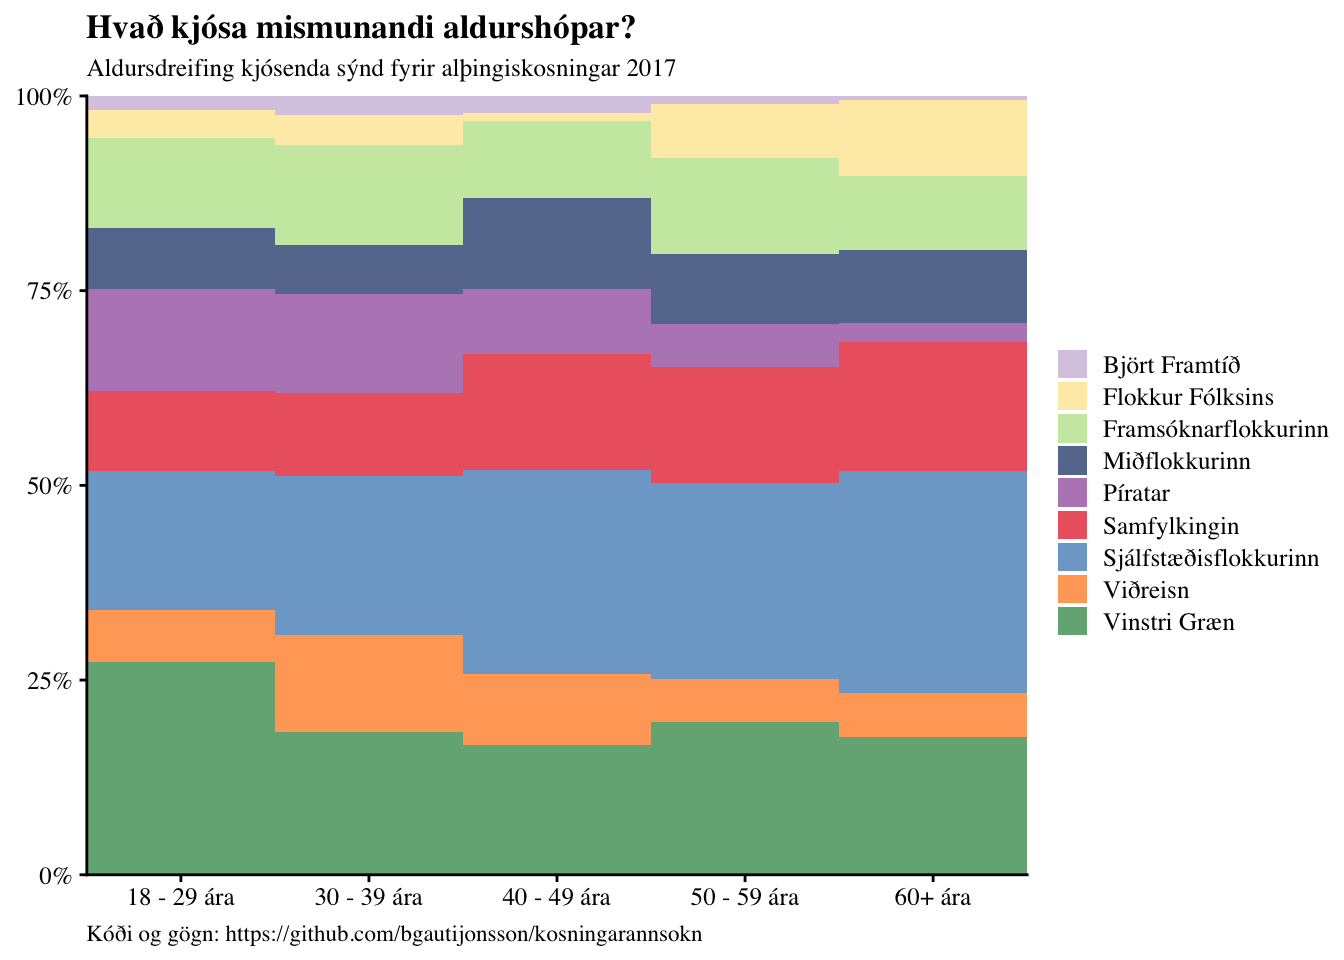 Hvað kjósa mismunandi aldurshópar?
Aldursdreifing kjósenda sýnd fyrir alþingiskosningar 2017
100%
75%
50%
25%
0%
18 - 29 ára
30 - 39 ára
40 - 49 ára
50 - 59 ára
60+ ára
Björt Framtíð
Flokkur Fólksins
Framsóknarflokkurinn
Miðflokkurinn
Píratar
Samfylkingin
Sjálfstæðisflokkurinn
Viðreisn
Vinstri Græn
Kóði og gögn: https://github.com/bgautijonsson/kosningarannsokn